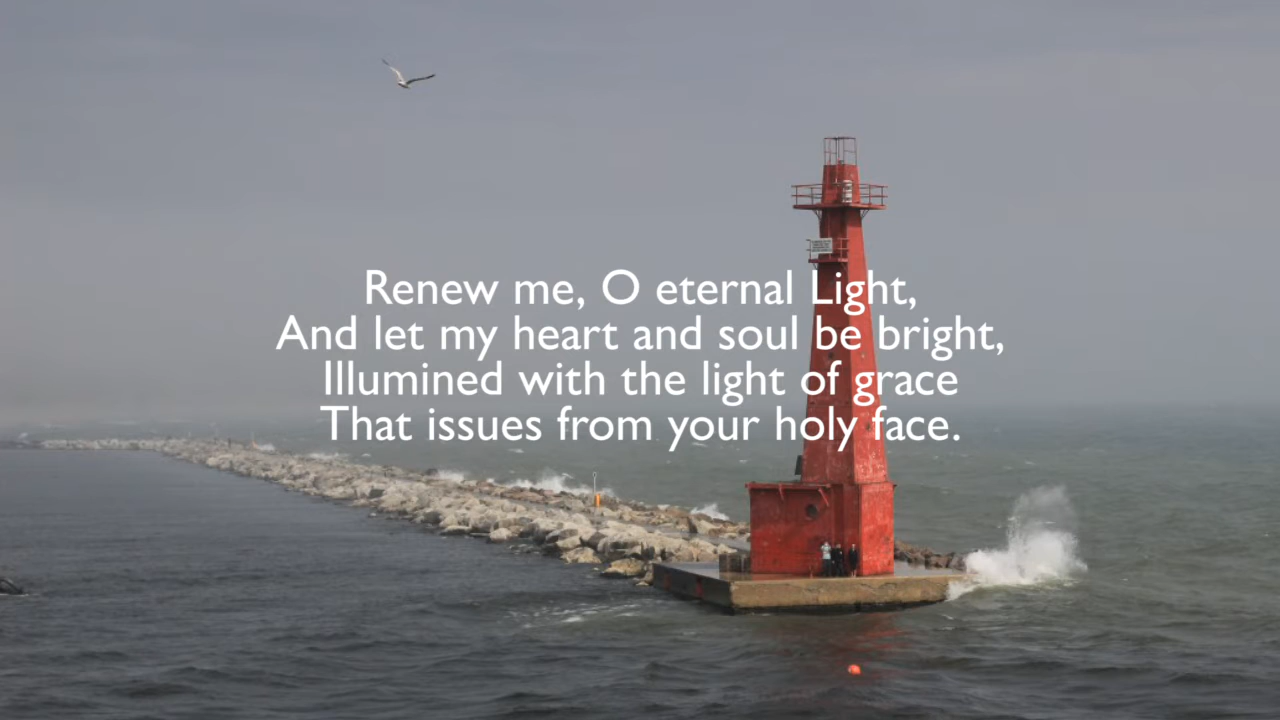 Renew me, O eternal Light,
And let my heart and soul be bright,
Illumined with the light of grace
That issues from your holy face.